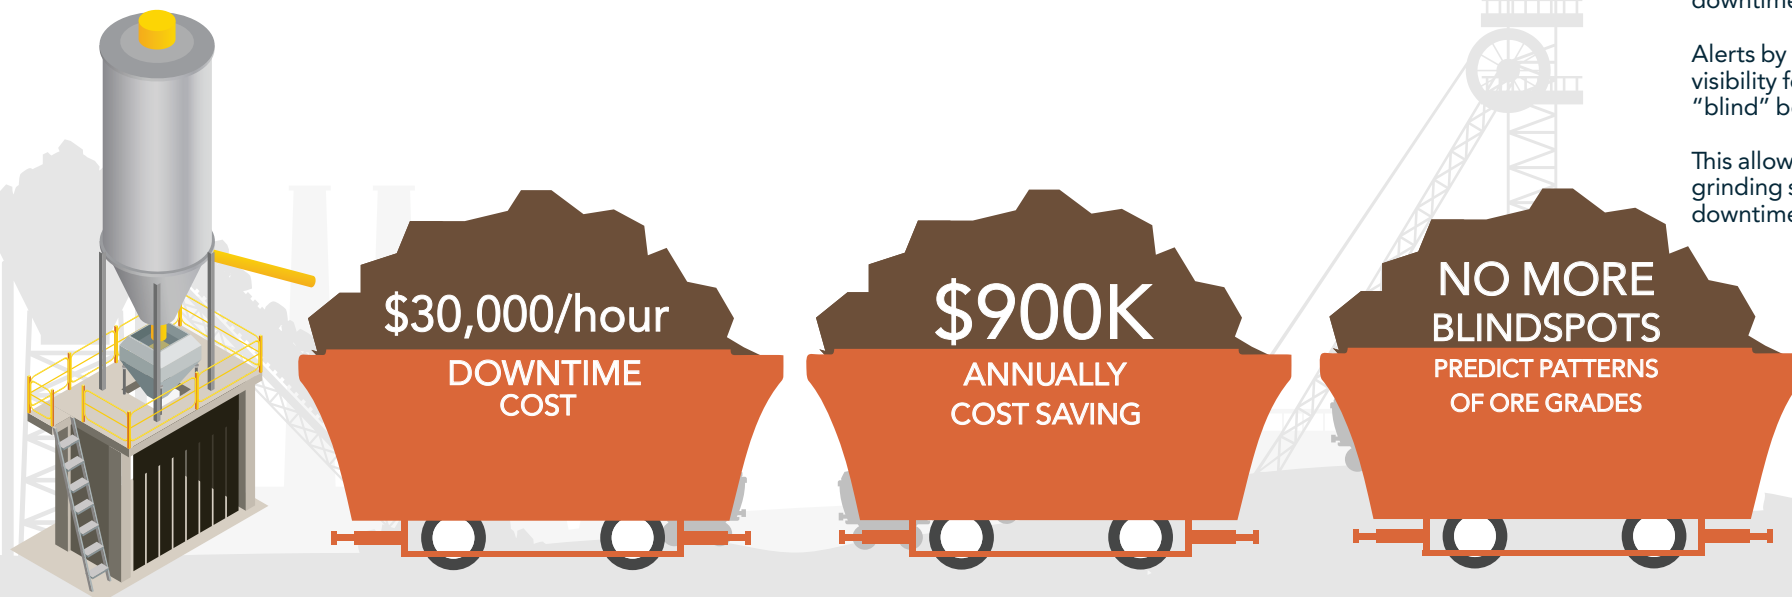 $30,000/hour
DOWNTIME
COST
$900K
ANNUALLY
COST SAVING
NO MORE
BLINDSPOTS
PREDICT PATTERNS
OF ORE GRADES
downtime
Alerts by
visibility
“blind”
This allow
grinding
downtime